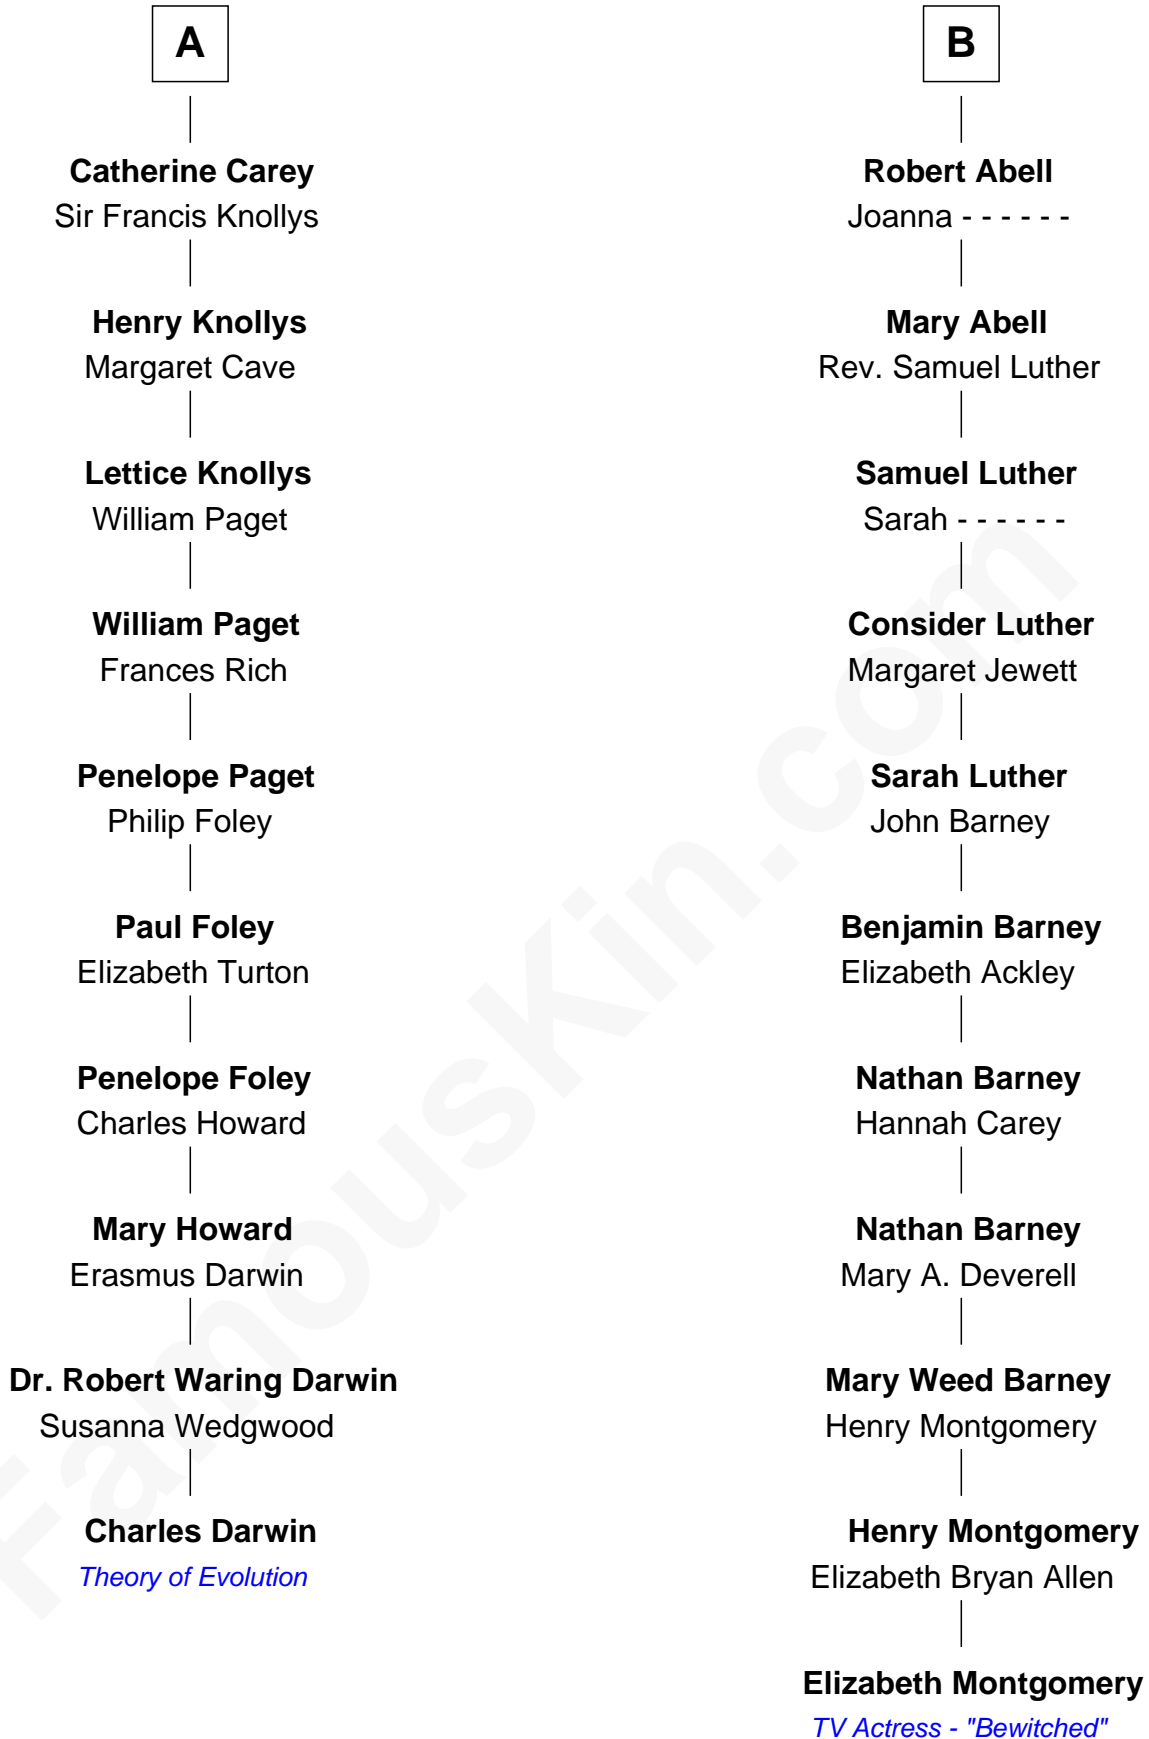 A
Catherine Carey
Sir Francis Knollys
Henry Knollys
Margaret Cave
Lettice Knollys
William Paget
William Paget
Frances Rich
Penelope Paget
Philip Foley
Paul Foley
Elizabeth Turton
Penelope Foley
Charles Howard
Mary Howard
Erasmus Darwin
Dr. Robert Waring Darwin
Susanna Wedgwood
Charles Darwin
Theory of Evolution
B
Robert Abell
Joanna - - - - - -
Mary Abell
Rev. Samuel Luther
Samuel Luther
Sarah - - - - - -
Consider Luther
Margaret Jewett
Sarah Luther
John Barney
Benjamin Barney
Elizabeth Ackley
Nathan Barney
Hannah Carey
Nathan Barney
Mary A. Deverell
Mary Weed Barney
Henry Montgomery
Henry Montgomery
Elizabeth Bryan Allen
Elizabeth Montgomery
TV Actress - "Bewitched"
FamousKin.com